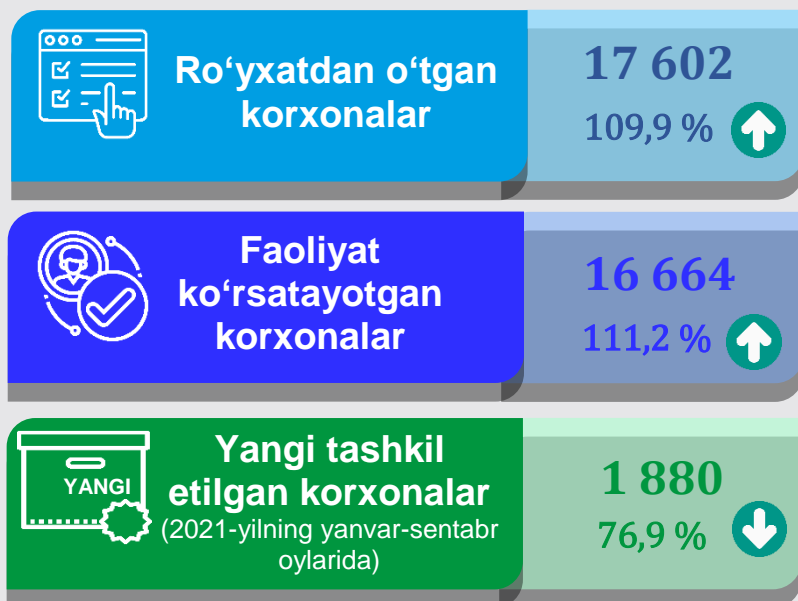 Ro‘yxatdan o‘tgan
korxonalar
17 602
109,9 %
Faoliyat
ko‘rsatayotgan
korxonalar
16 664
111,2 %
YANGI
Yangi tashkil
etilgan korxonalar
(2021-yilning yanvar-sentabr
oylarida)
1 880
76,9 %